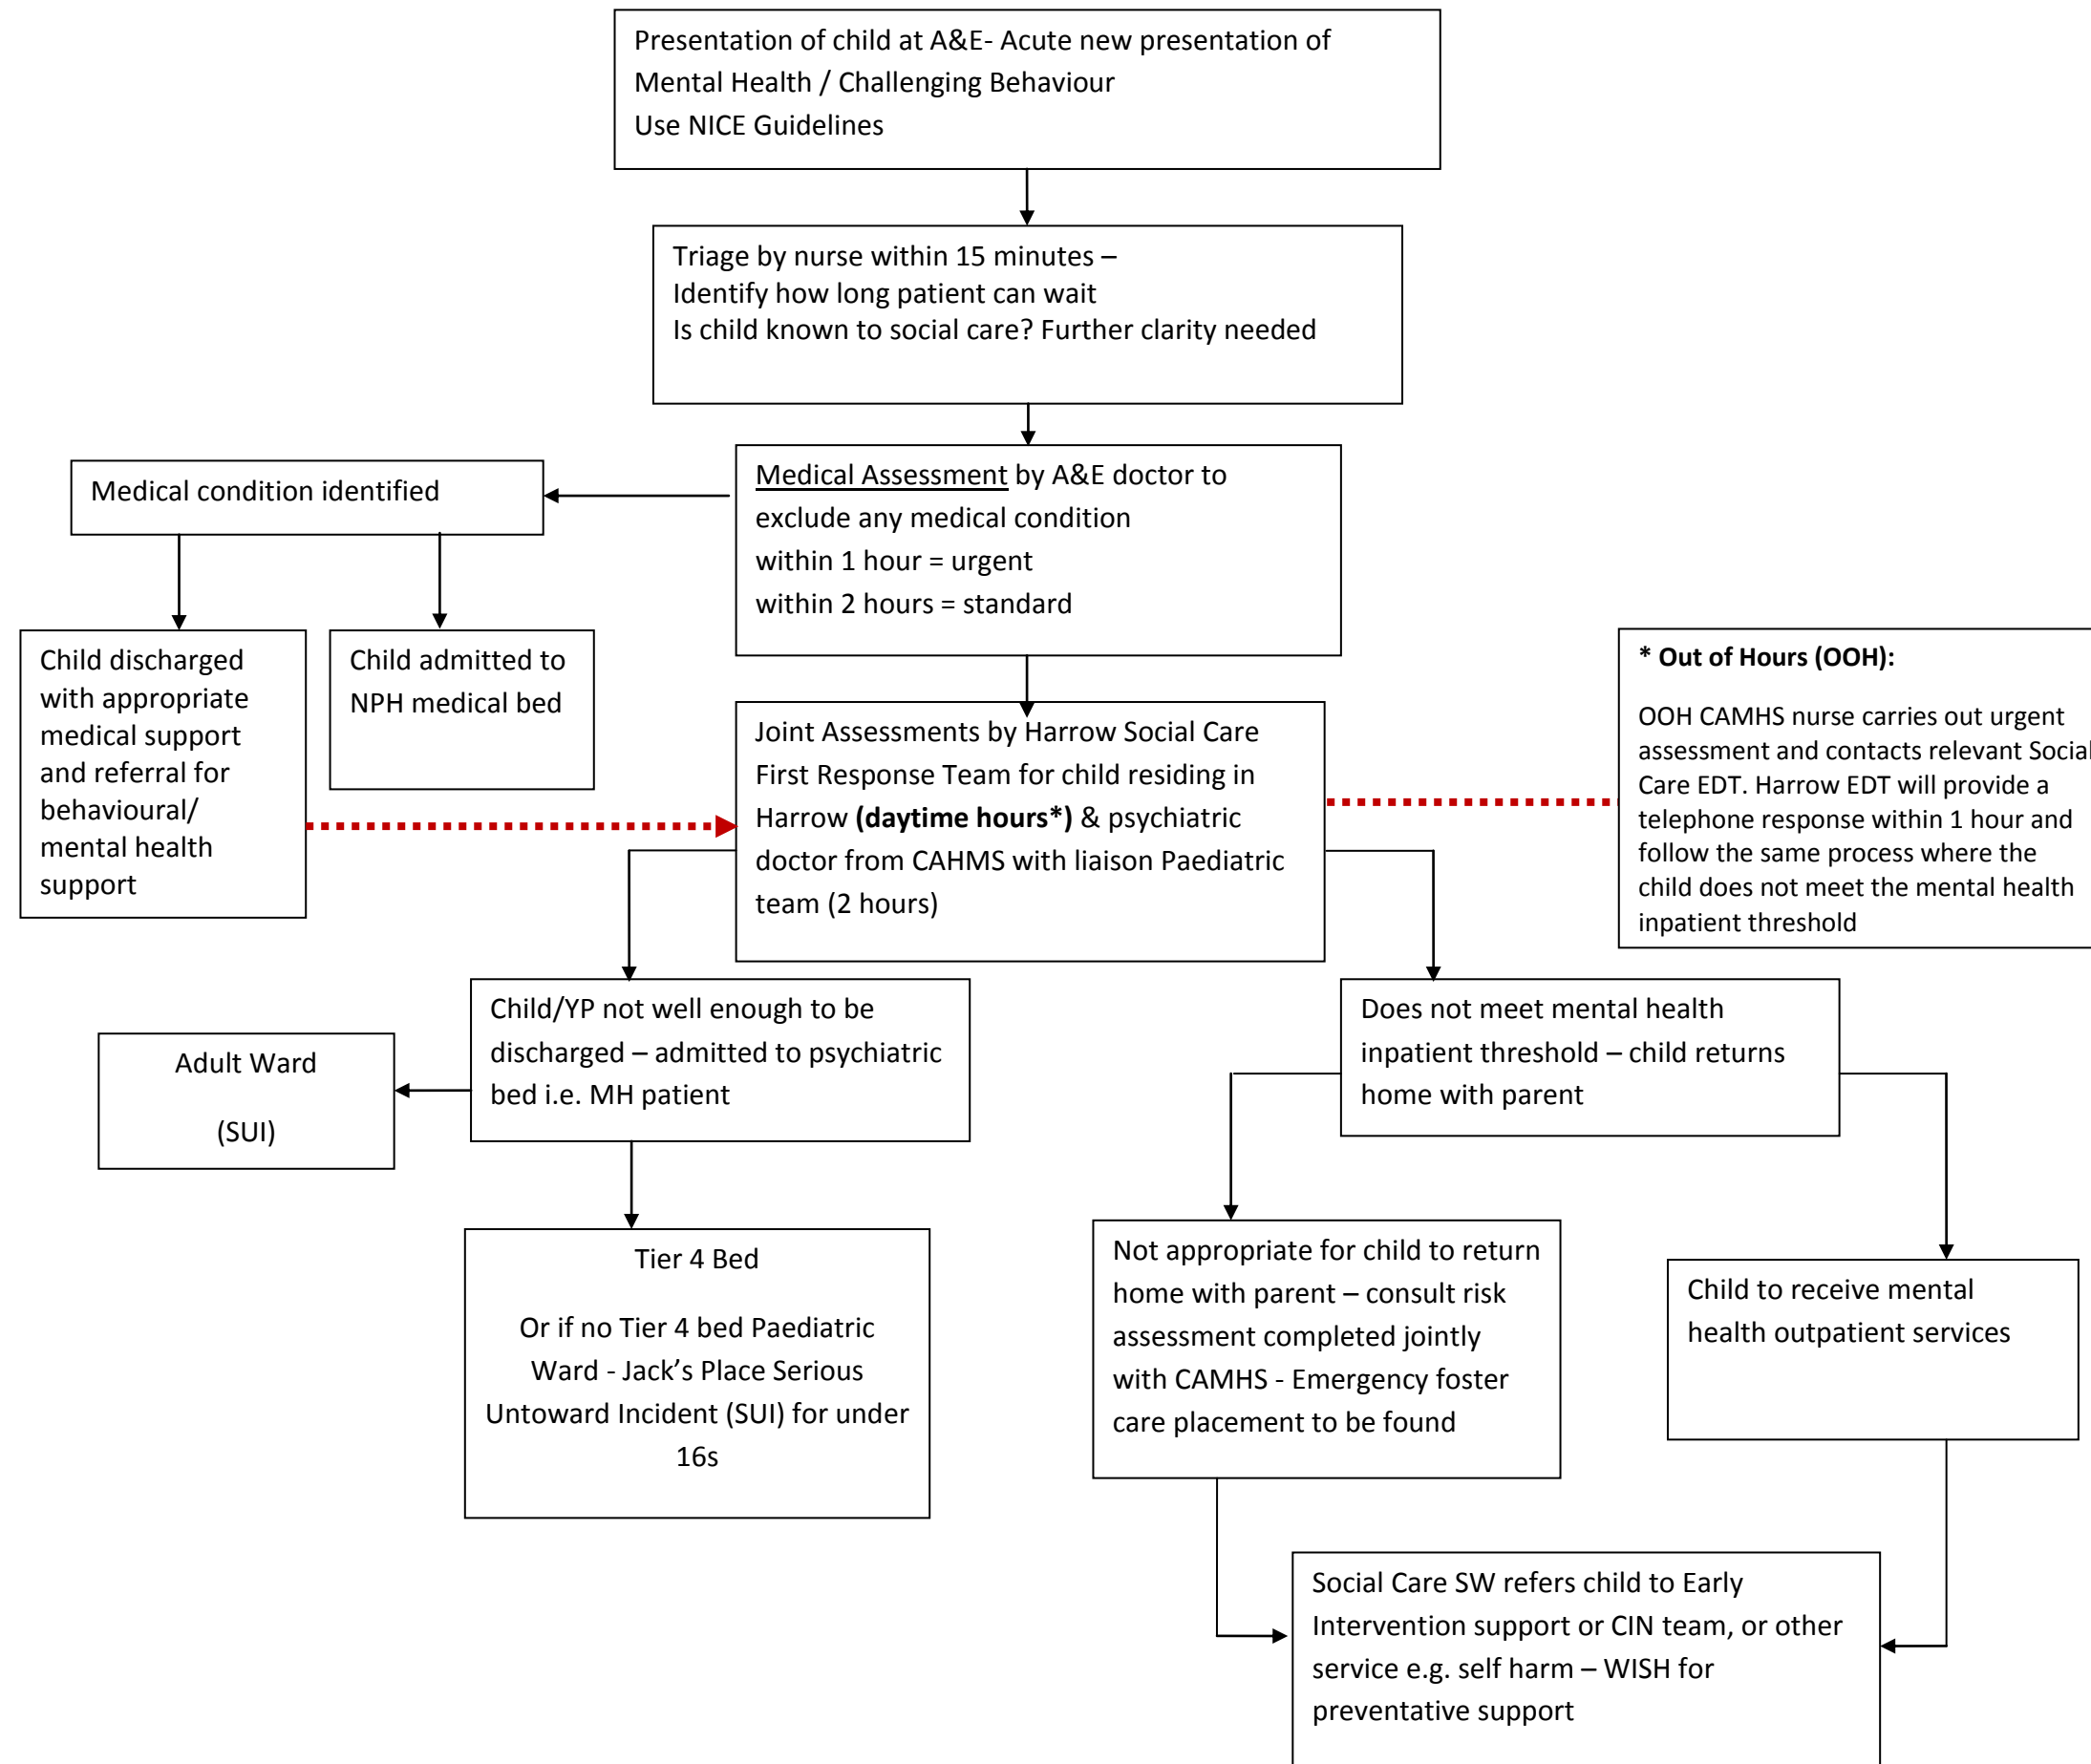 Presentation of child at A&E- Acute new presentation of
Mental Health / Challenging Behaviour
Use NICE Guidelines
Triage by nurse within 15 minutes –
Identify how long patient can wait
Is child known to social care? Further clarity needed
Medical condition identified
Medical Assessment by A&E doctor to
exclude any medical condition
within 1 hour = urgent
within 2 hours = standard
Child discharged
with appropriate
medical support
and referral for
behavioural/
mental health
support
Child admitted to
NPH medical bed
Joint Assessments by Harrow Social Care
First Response Team for child residing in
Harrow (daytime hours*) & psychiatric
doctor from CAHMS with liaison Paediatric
team (2 hours)
* Out of Hours (OOH):
OOH CAMHS nurse carries out urgent
assessment and contacts relevant Social
Care EDT. Harrow EDT will provide a
telephone response within 1 hour and
follow the same process where the
child does not meet the mental health
inpatient threshold
Adult Ward
(SUI)
Child/YP not well enough to be
discharged – admitted to psychiatric
bed i.e. MH patient
Does not meet mental health
inpatient threshold – child returns
home with parent
Tier 4 Bed
Or if no Tier 4 bed Paediatric
Ward - Jack’s Place Serious
Untoward Incident (SUI) for under
16s
Not appropriate for child to return
home with parent – consult risk
assessment completed jointly
with CAMHS - Emergency foster
care placement to be found
Child to receive mental
health outpatient services
Social Care SW refers child to Early
Intervention support or CIN team, or other
service e.g. self harm – WISH for
preventative support